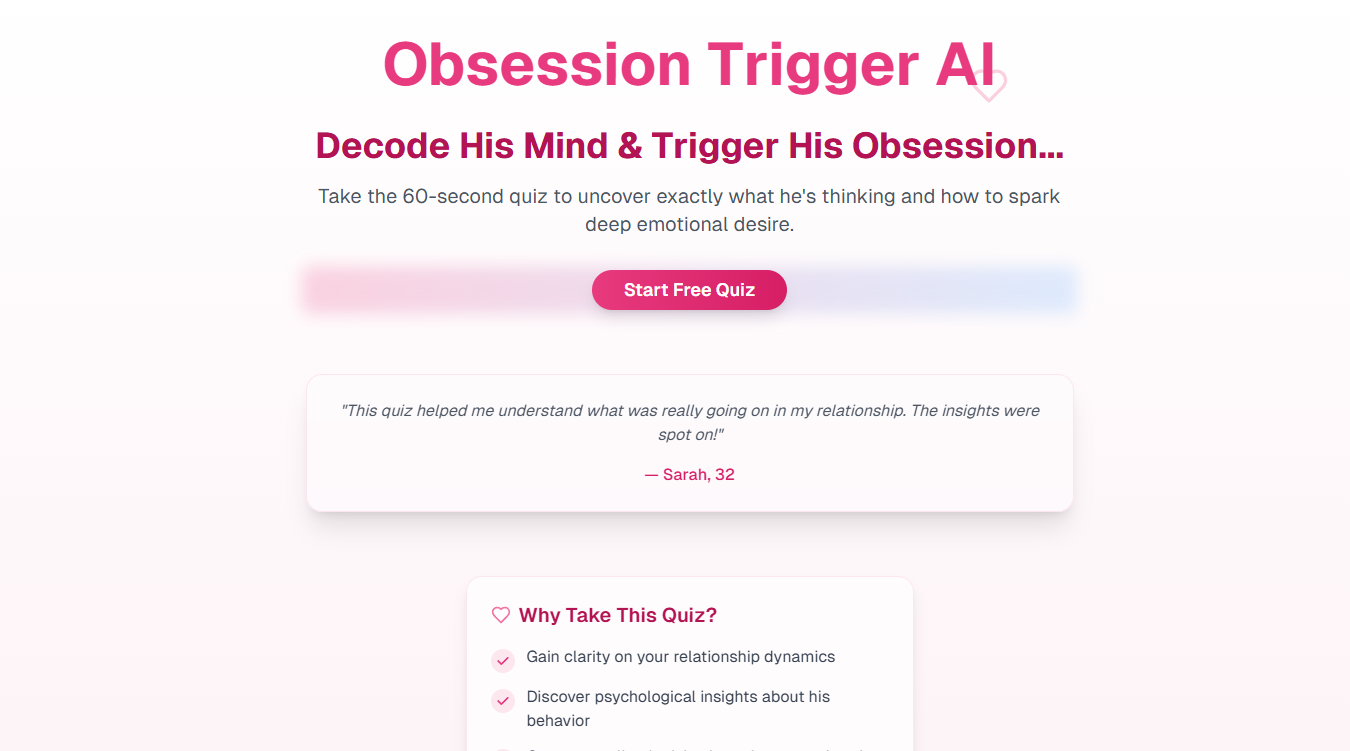 Obsession Trigger AI
Decode His Mind & Trigger His Obsession...
Take the 60-second quiz to uncover exactly what he's thinking and how to spark
deep emotional desire.
Start Free Quiz
"This quiz helped me understand what was really going on in my relationship. The insights were
spot on!"
— Sarah, 32
Why Take This Quiz?
Gain clarity on your relationship dynamics
Discover psychological insights about his
behavior